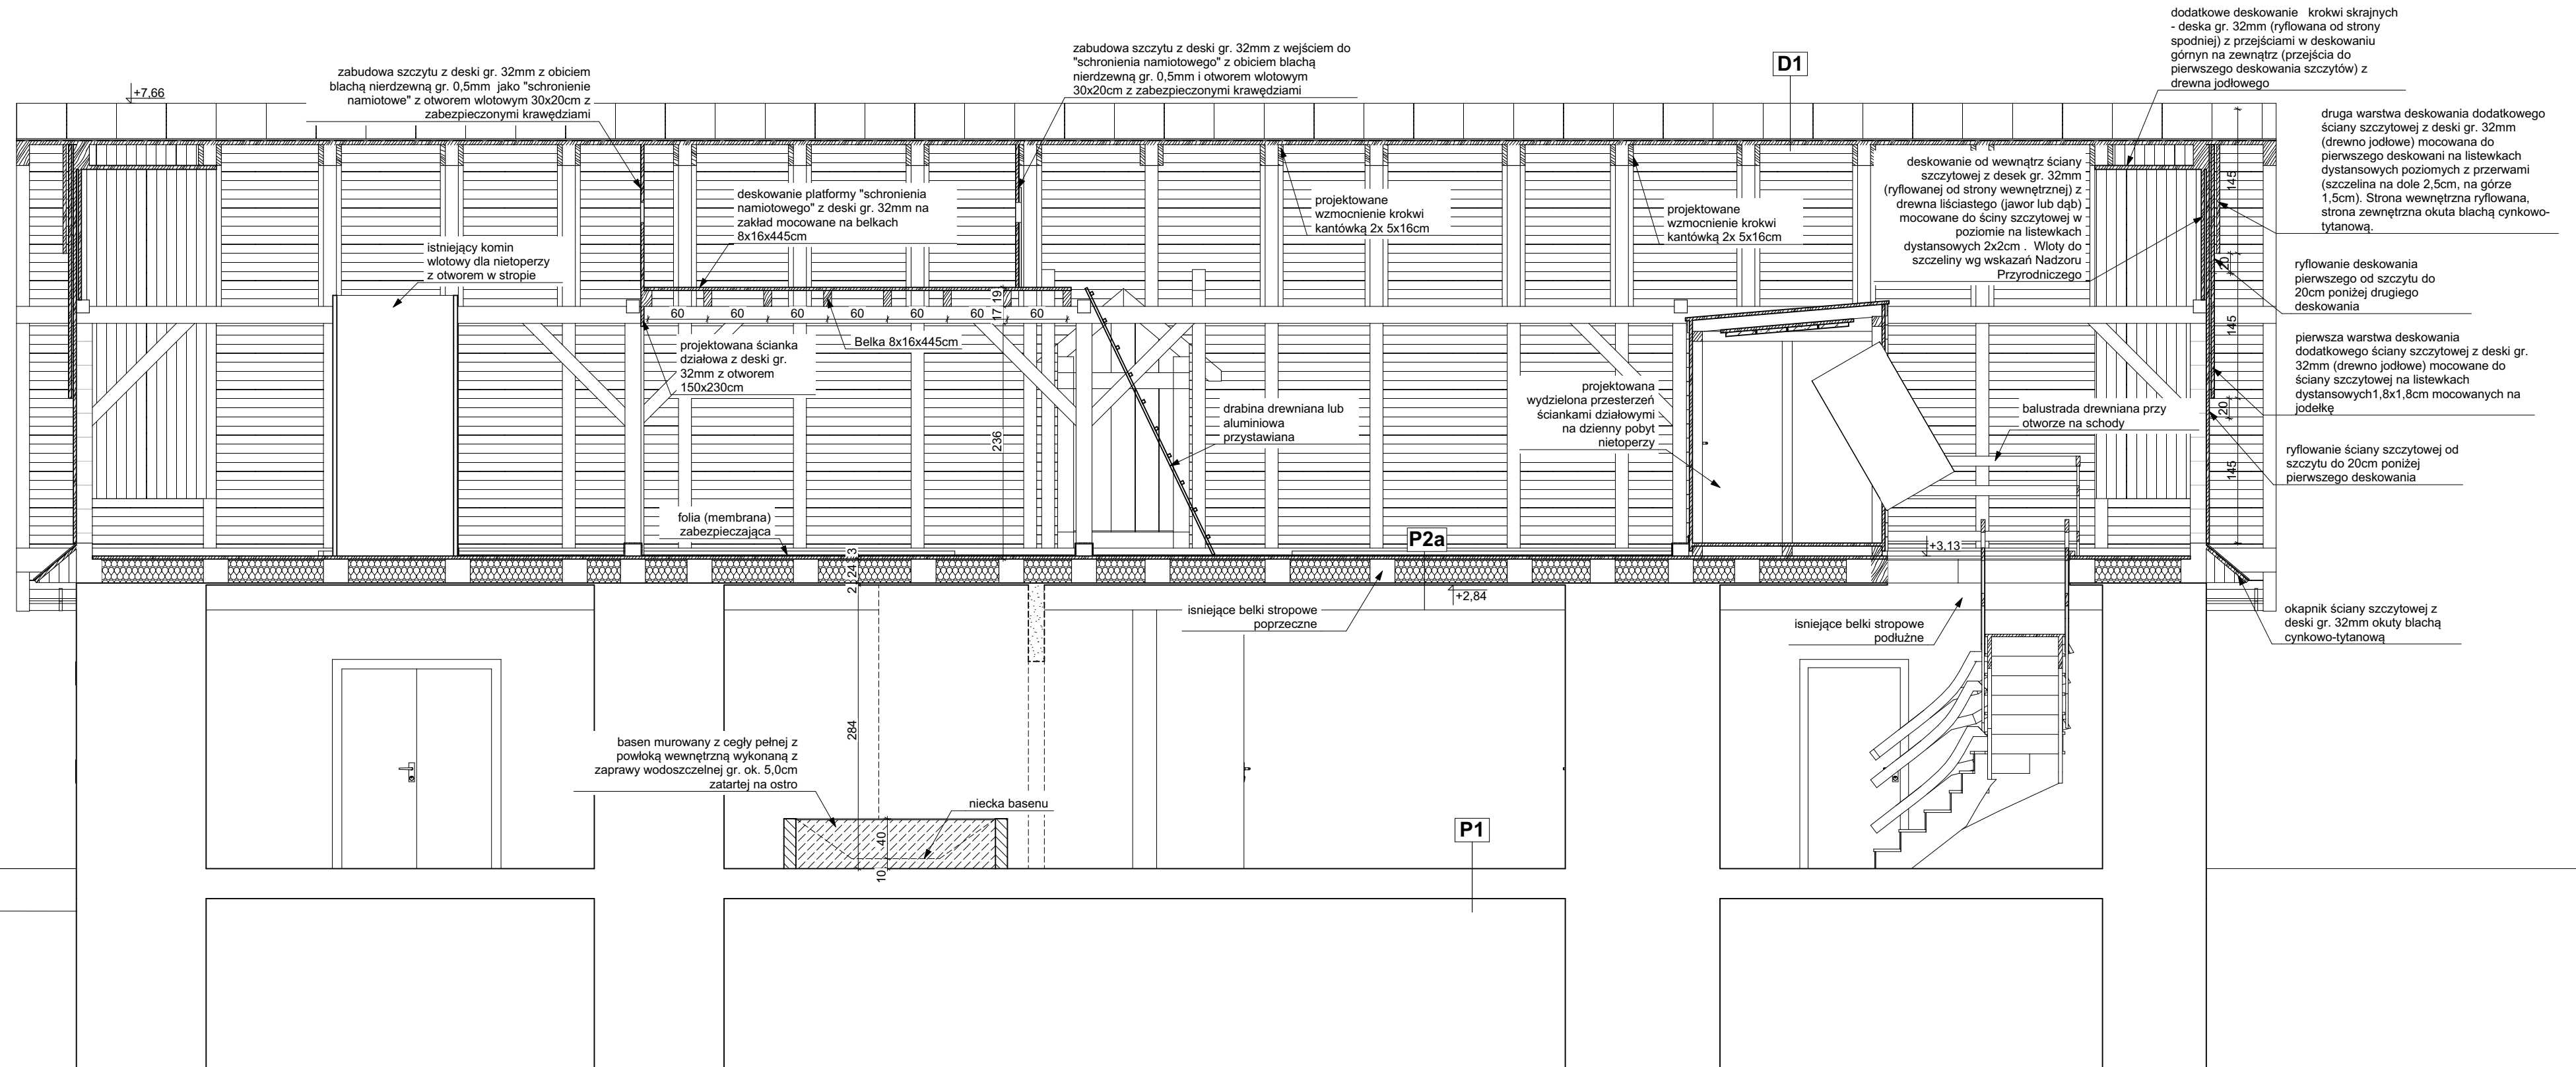 dodatkowe deskowanie   krokwi skrajnych
- deska gr. 32mm (ryflowana od strony
spodniej) z przejściami w deskowaniu
górnyn na zewnątrz (przejścia do
pierwszego deskowania szczytów) z
drewna jodłowego
zabudowa szczytu z deski gr. 32mm z wejściem do
"schronienia namiotowego" z obiciem blachą
nierdzewną gr. 0,5mm i otworem wlotowym
30x20cm z zabezpieczonymi krawędziami
D1
zabudowa szczytu z deski gr. 32mm z obiciem
blachą nierdzewną gr. 0,5mm  jako "schronienie
namiotowe" z otworem wlotowym 30x20cm z
zabezpieczonymi krawędziami
+7,66
druga warstwa deskowania dodatkowego
ściany szczytowej z deski gr. 32mm
(drewno jodłowe) mocowana do
pierwszego deskowani na listewkach
dystansowych poziomych z przerwami
(szczelina na dole 2,5cm, na górze
1,5cm). Strona wewnętrzna ryflowana,
strona zewnętrzna okuta blachą cynkowo-
tytanową.
deskowanie od wewnątrz ściany
szczytowej z desek gr. 32mm
(ryflowanej od strony wewnętrznej) z
drewna liściastego (jawor lub dąb)
mocowane do ściny szczytowej w
poziomie na listewkach
dystansowych 2x2cm .  Wloty do
szczeliny wg wskazań Nadzoru
Przyrodniczego
145
deskowanie platformy "schronienia
namiotowego" z deski gr. 32mm na
zakład mocowane na belkach
8x16x445cm
projektowane
wzmocnienie krokwi
kantówką 2x 5x16cm
projektowane
wzmocnienie krokwi
kantówką 2x 5x16cm
istniejący komin
wlotowy dla nietoperzy
z otworem w stropie
20
ryflowanie deskowania
pierwszego od szczytu do
20cm poniżej drugiego
deskowania
19
17
60
60
60
60
60
60
60
145
Belka 8x16x445cm
projektowana ścianka
działowa z deski gr.
32mm z otworem
150x230cm
pierwsza warstwa deskowania
dodatkowego ściany szczytowej z deski gr.
32mm (drewno jodłowe) mocowane do
ściany szczytowej na listewkach
dystansowych1,8x1,8cm mocowanych na
jodełkę
projektowana
wydzielona przesterzeń
ściankami działowymi
na dzienny pobyt
nietoperzy
drabina drewniana lub
aluminiowa
przystawiana
balustrada drewniana przy
otworze na schody
20
236
145
ryflowanie ściany szczytowej od
szczytu do 20cm poniżej
pierwszego deskowania
folia (membrana)
zabezpieczająca
P2a
+3,13
3
24
2
+2,84
isniejące belki stropowe
poprzeczne
isniejące belki stropowe
podłużne
okapnik ściany szczytowej z
deski gr. 32mm okuty blachą
cynkowo-tytanową
284
basen murowany z cegły pełnej z
powłoką wewnętrzną wykonaną z
zaprawy wodoszczelnej gr. ok. 5,0cm
zatartej na ostro
niecka basenu
P1
40
10